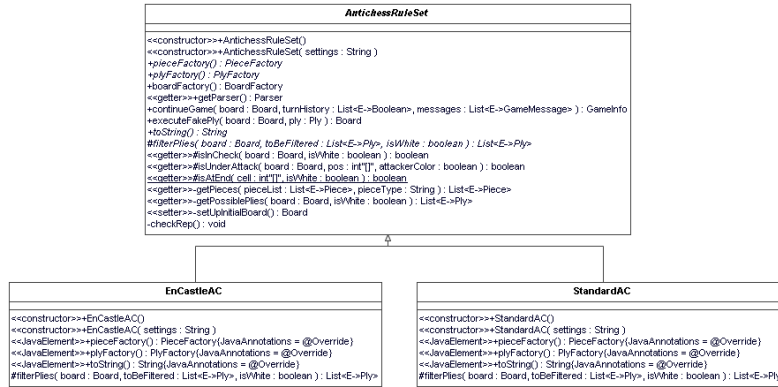 AntichessRuleSet
<<constructor>>+AntichessRuleSet()
<<constructor>>+AntichessRuleSet( settings : String )
+pieceFactory() : PieceFactory
+plyFactory() : PlyFactory
+boardFactory() : BoardFactory
<<getter>>+getParser() : Parser
+continueGame( board : Board, turnHistory : List<E->Boolean>, messages : List<E->GameMessage> ) : GameInfo
+executeFakePly( board : Board, ply : Ply ) : Board
+toString() : String
#filterPlies( board : Board, toBeFiltered : List<E->Ply>, isWhite : boolean ) : List<E->Ply>
<<getter>>#isInCheck( board : Board, isWhite : boolean ) : boolean
<<getter>>#isUnderAttack( board : Board, pos : int"[]", attackerColor : boolean ) : boolean
<<getter>>#isAtEnd( cell : int"[]", isWhite : boolean ) : boolean
<<getter>>-getPieces( pieceList : List<E->Piece>, pieceType : String ) : List<E->Piece>
<<getter>>-getPossiblePlies( board : Board, isWhite : boolean ) : List<E->Ply>
<<setter>>-setUpInitialBoard() : Board
-checkRep() : void
EnCastleAC
<<constructor>>+EnCastleAC()
<<constructor>>+EnCastleAC( settings : String )
<<JavaElement>>+pieceFactory() : PieceFactory{JavaAnnotations = @Override}
<<JavaElement>>+plyFactory() : PlyFactory{JavaAnnotations = @Override}
<<JavaElement>>+toString() : String{JavaAnnotations = @Override}
#filterPlies( board : Board, toBeFiltered : List<E->Ply>, isWhite : boolean ) : List<E->Ply>
StandardAC
<<constructor>>+StandardAC()
<<constructor>>+StandardAC( settings : String )
<<JavaElement>>+pieceFactory() : PieceFactory{JavaAnnotations = @Override}
<<JavaElement>>+plyFactory() : PlyFactory{JavaAnnotations = @Override}
<<JavaElement>>+toString() : String{JavaAnnotations = @Override}
#filterPlies( board : Board, toBeFiltered : List<E->Ply>, isWhite : boolean ) : List<E->Ply